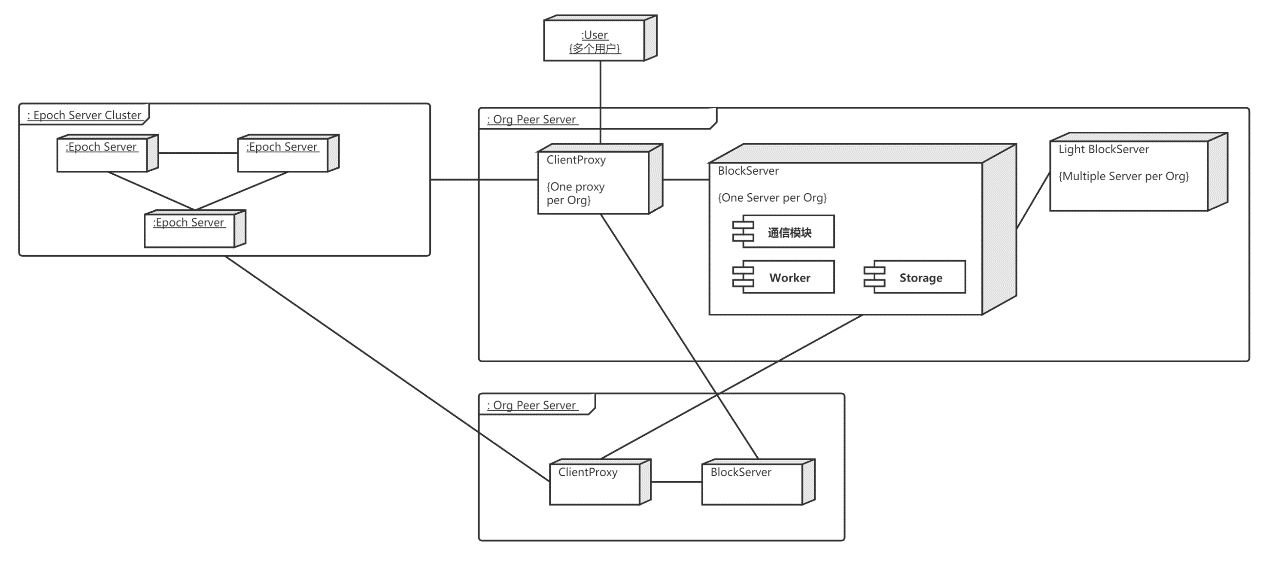 :User
{多个用户}
: Epoch Server Cluster
:Epoch Server
:Epoch Server
:Epoch Server
: Org Peer Server
ClientProxy
{One proxy
per Org}
BlockServer
{One Server per Org}
通信模块
Worker
Storage
Light BlockServer
{Multiple Server per Org}
: Org Peer Server
ClientProxy
BlockServer